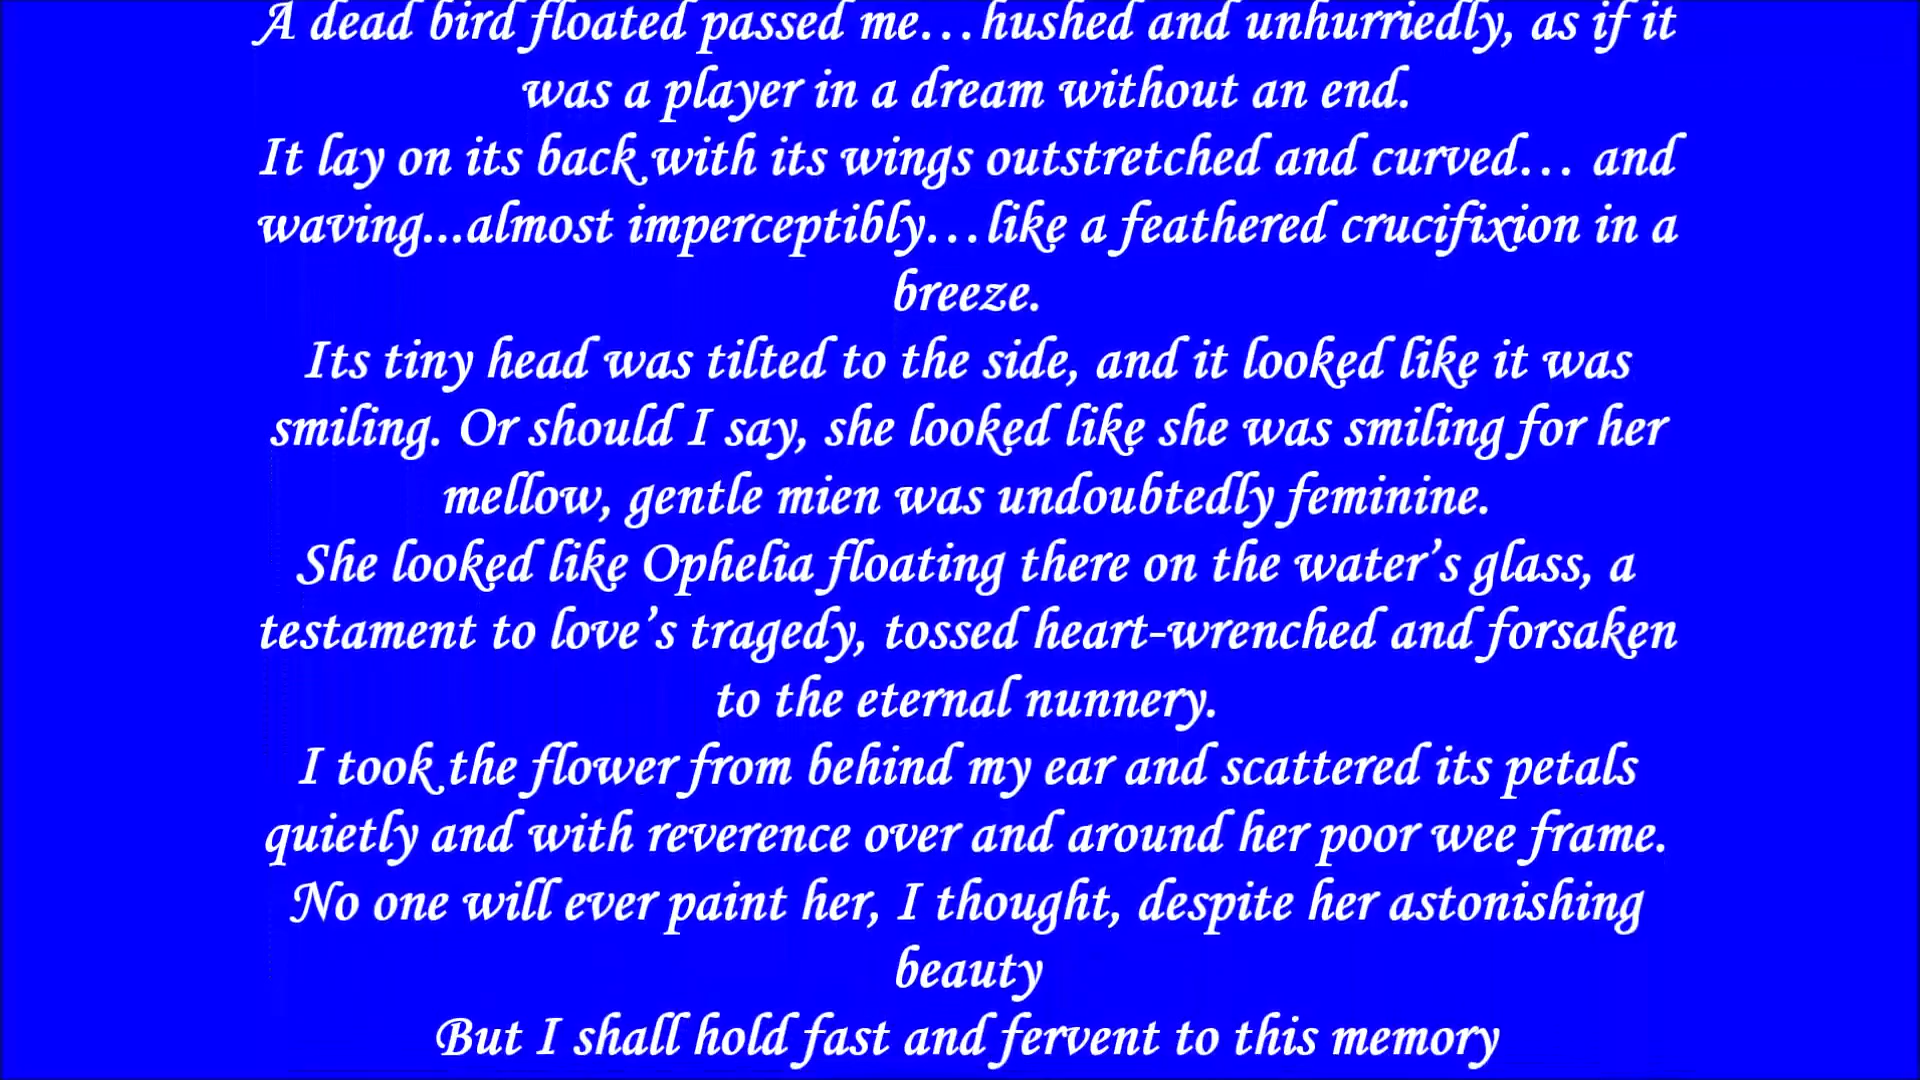 A dead bird floated passed me…hushed and unhurriedly, as if it
was a player in a dream without an end.
It lay on its back with its wings outstretched and curved… and
waving...almost imperceptibly…like a feathered crucifixion in a
breeze.
Its tiny head was tilted to the side, and it looked like it was
smiling. Or should I say, she looked like she was smiling for her
mellow, gentle mien was undoubtedly feminine.
She looked like Ophelia floating there on the water’s glass, a
testament to love’s tragedy, tossed heart-wrenched and forsaken
to the eternal nunnery.
I took the flower from behind my ear and scattered its petals
quietly and with reverence over and around her poor wee frame.
No one will ever paint her, I thought, despite her astonishing
beauty
But I shall hold fast and fervent to this memory